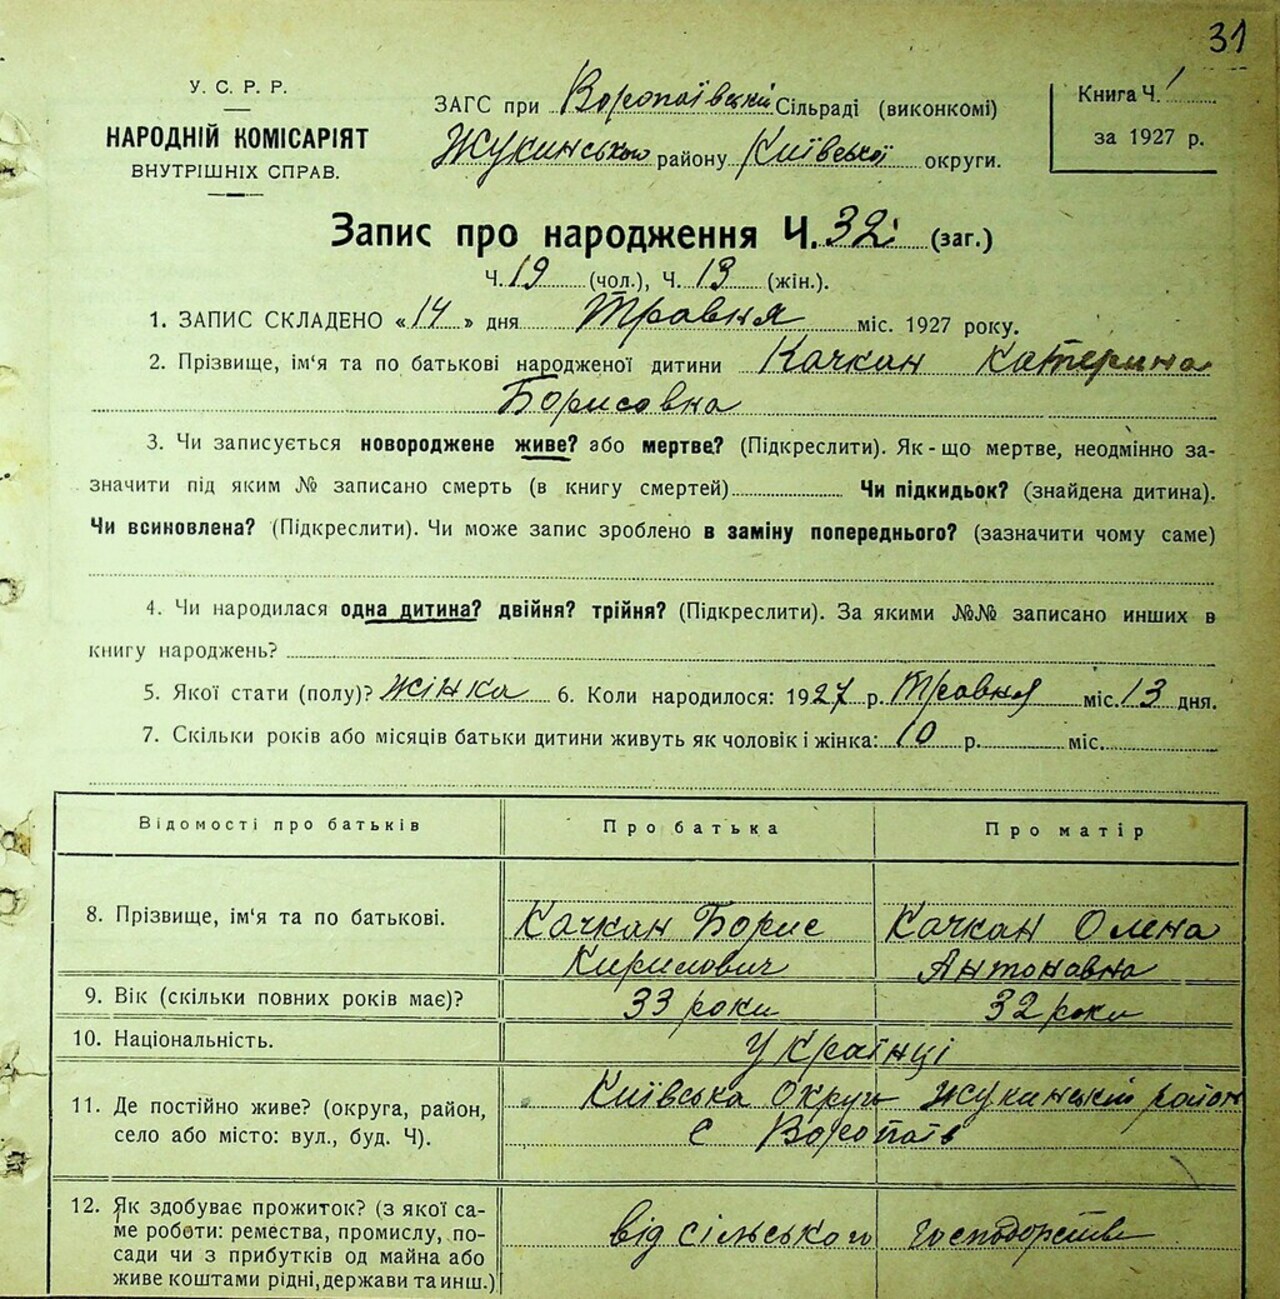 31
У. С. Р. Р.
НАРОДНІЙ КОМІСАРІЯТ
ВНУТРІШНІХ СПРАВ.
ЗАГС при Воропаївській Сільраді (виконкомі)
Жукинського району Київської округи.
Книга Ч. 1
за 1927 р.
Запис про народження Ч. 32 (заг.)
Ч. 19 (чол.), Ч. 13 (жін.).
1. ЗАПИС СКЛАДЕНО «14» дня Травня міс. 1927 року.
2. Прізвище, ім'я та по батькові народженої дитини Качкан Катерина
Борисовна
3. Чи записується новороджене живе? або мертве? (Підкреслити). Як-що мертве, неодмінно за-
значити під яким № записано смерть (в книгу смертей) Чи підкидьок? (знайдена дитина).
Чи всиновлена? (Підкреслити). Чи може запис зроблено в заміну попереднього? (зазначити чому саме)
4. Чи народилася одна дитина? двійня? трійня? (Підкреслити). За якими №№ записано инших в
книгу народжень?
5. Якої стати (полу)? жінка 6. Коли народилося: 1927 р. Травня міс. 13 дня.
7. Скільки років або місяців батьки дитини живуть як чоловік і жінка: 10 р. міс.
Відомості про батьків Про батька Про матір
8. Прізвище, ім'я та по батькові. Качкан Борис Качкан Олена
Кирилович Антонавна
9. Вік (скільки повних років має)? 33 роки 32 роки
10. Національність. Українці
11. Де постійно живе? (округа, район, Київська Округа Жукинський район
село або місто: вул., буд. Ч). с Воропаїв
12. Як здобуває прожиток? (з якої са-
ме роботи: ремества, промислу, по- від сільського господарства
сади чи з прибутків од майна або
живе коштами рідні, держави та инш.)